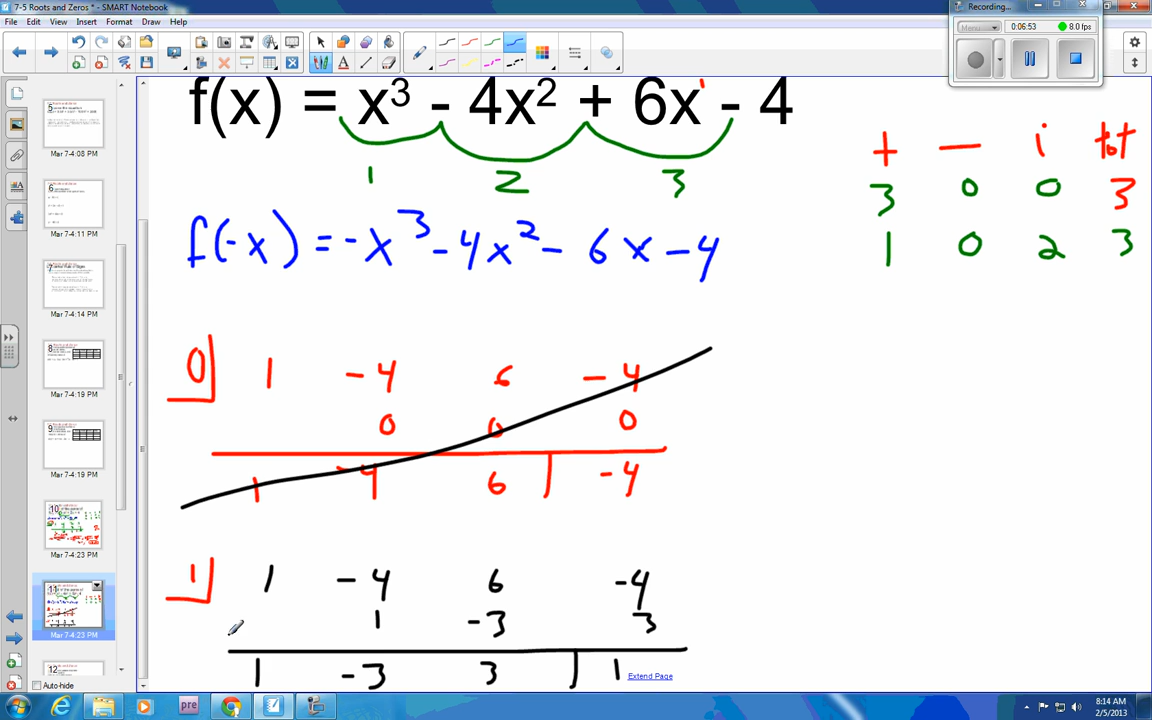 7-5 Roots and Zeros * - SMART Notebook
File Edit View Insert Format Draw Help
Recording...
Menu 0:06:53 8.0 fps
f(x) = x³ - 4x² + 6x¹ - 4
1 2 3
+ — i tot
3 0 0 3
1 0 2 3
f(-x) = -x³ - 4x² - 6x - 4
0 1 -4 6 -4
0 0 0
1 -4 6 -4
1 1 -4 6 -4
1 -3 3
1 -3 3 1
Extend Page
Mar 7-4:08 PM
Mar 7-4:11 PM
Mar 7-4:14 PM
Mar 7-4:19 PM
Mar 7-4:19 PM
Mar 7-4:23 PM
Mar 7-4:23 PM
Auto-hide
pre
8:14 AM
2/5/2013